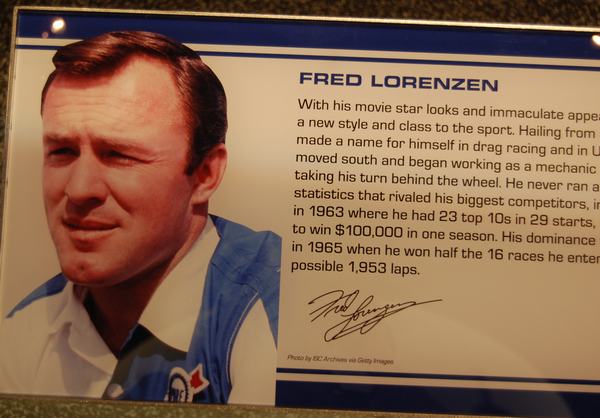 FRED LORENZEN
With his movie star looks and immaculate appea
a new style and class to the sport. Hailing from
made a name for himself in drag racing and in U
moved south and began working as a mechanic
taking his turn behind the wheel. He never ran a
statistics that rivaled his biggest competitors, in
in 1963 where he had 23 top 10s in 29 starts,
to win $100,000 in one season. His dominance
in 1965 when he won half the 16 races he enter
possible 1,953 laps.
Fred Lorenzen
Photo by ISC Archives via Getty Images